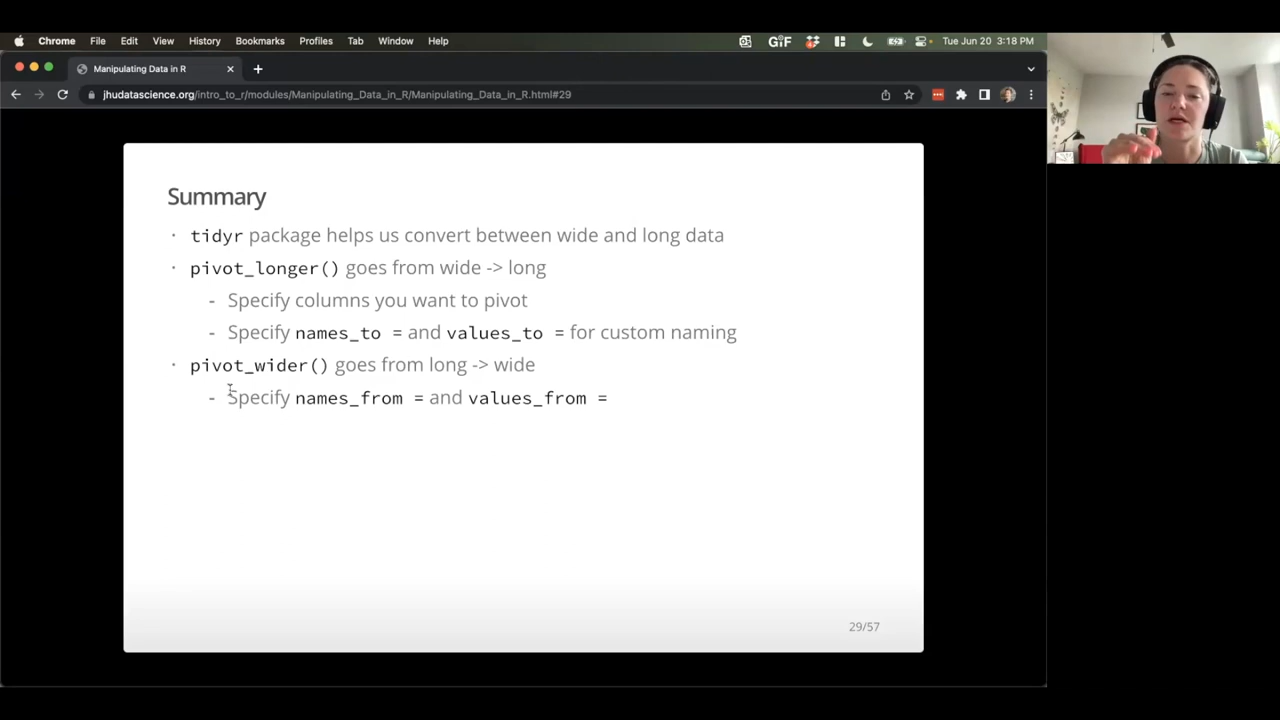 Chrome File Edit View History Bookmarks Profiles Tab Window Help GIF Tue Jun 20 3:18 PM
Manipulating Data in R
jhudatascience.org/intro_to_r/modules/Manipulating_Data_in_R/Manipulating_Data_in_R.html#29
Summary
· tidyr package helps us convert between wide and long data
· pivot_longer() goes from wide -> long
- Specify columns you want to pivot
- Specify names_to = and values_to = for custom naming
· pivot_wider() goes from long -> wide
- Specify names_from = and values_from =
29/57